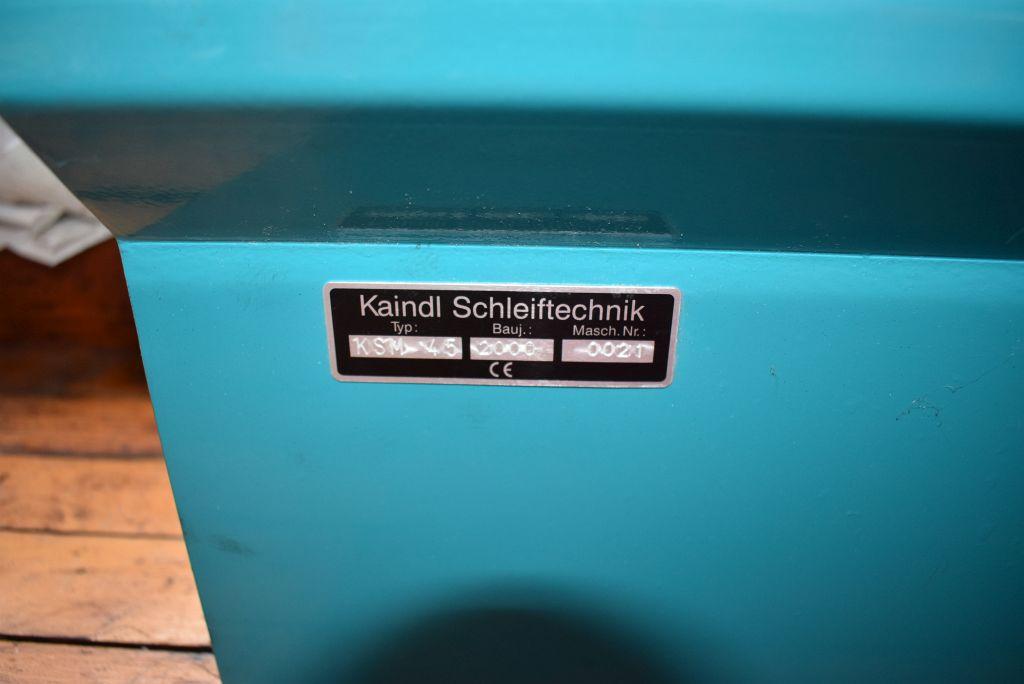 Kaindl Schleiftechnik
Typ: Bauj.: Masch. Nr.:
KSM 45 2000 0021
CE